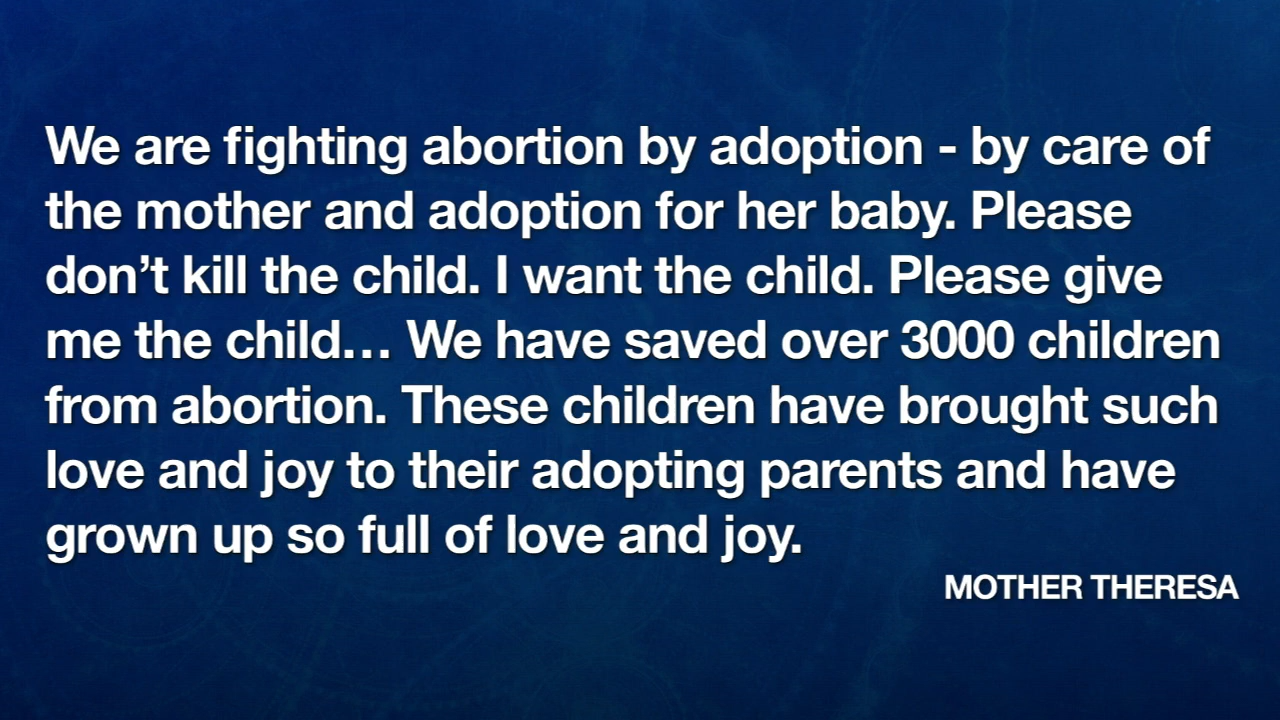 We are fighting abortion by adoption - by care of
the mother and adoption for her baby. Please
don’t kill the child. I want the child. Please give
me the child… We have saved over 3000 children
from abortion. These children have brought such
love and joy to their adopting parents and have
grown up so full of love and joy.
MOTHER THERESA